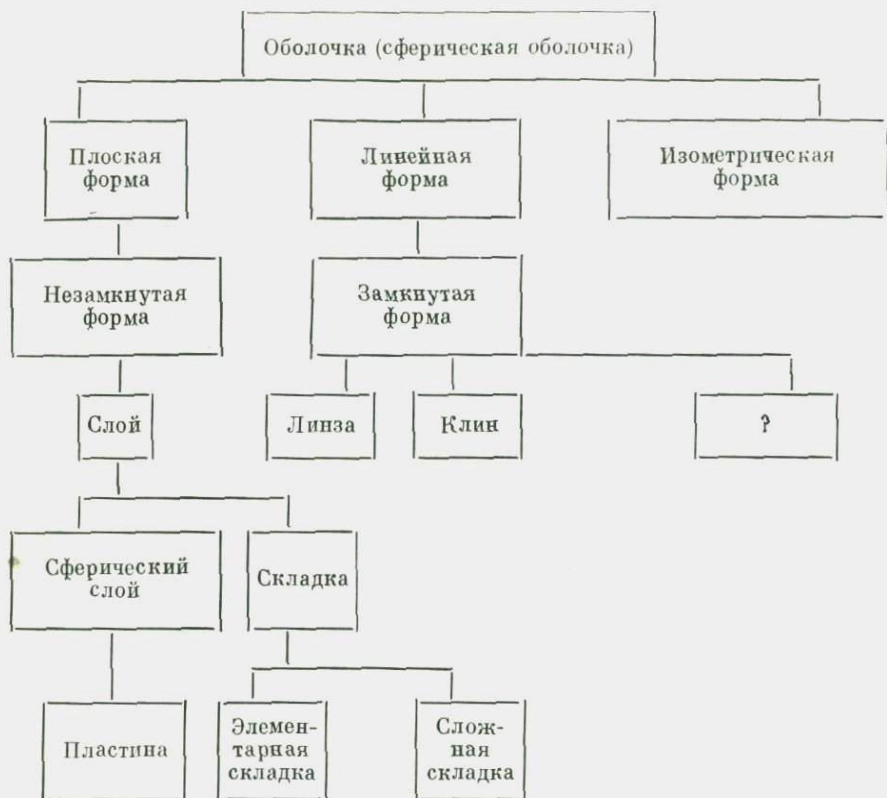 Оболочка (сферическая оболочка)
Плоская
форма
Линейная
форма
Изометрическая
форма
Незамкнутая
форма
Замкнутая
форма
Слой
Линза
Клин
?
Сферический
слой
Складка
Пластина
Элемен-
тарная
складка
Слож-
ная
складка